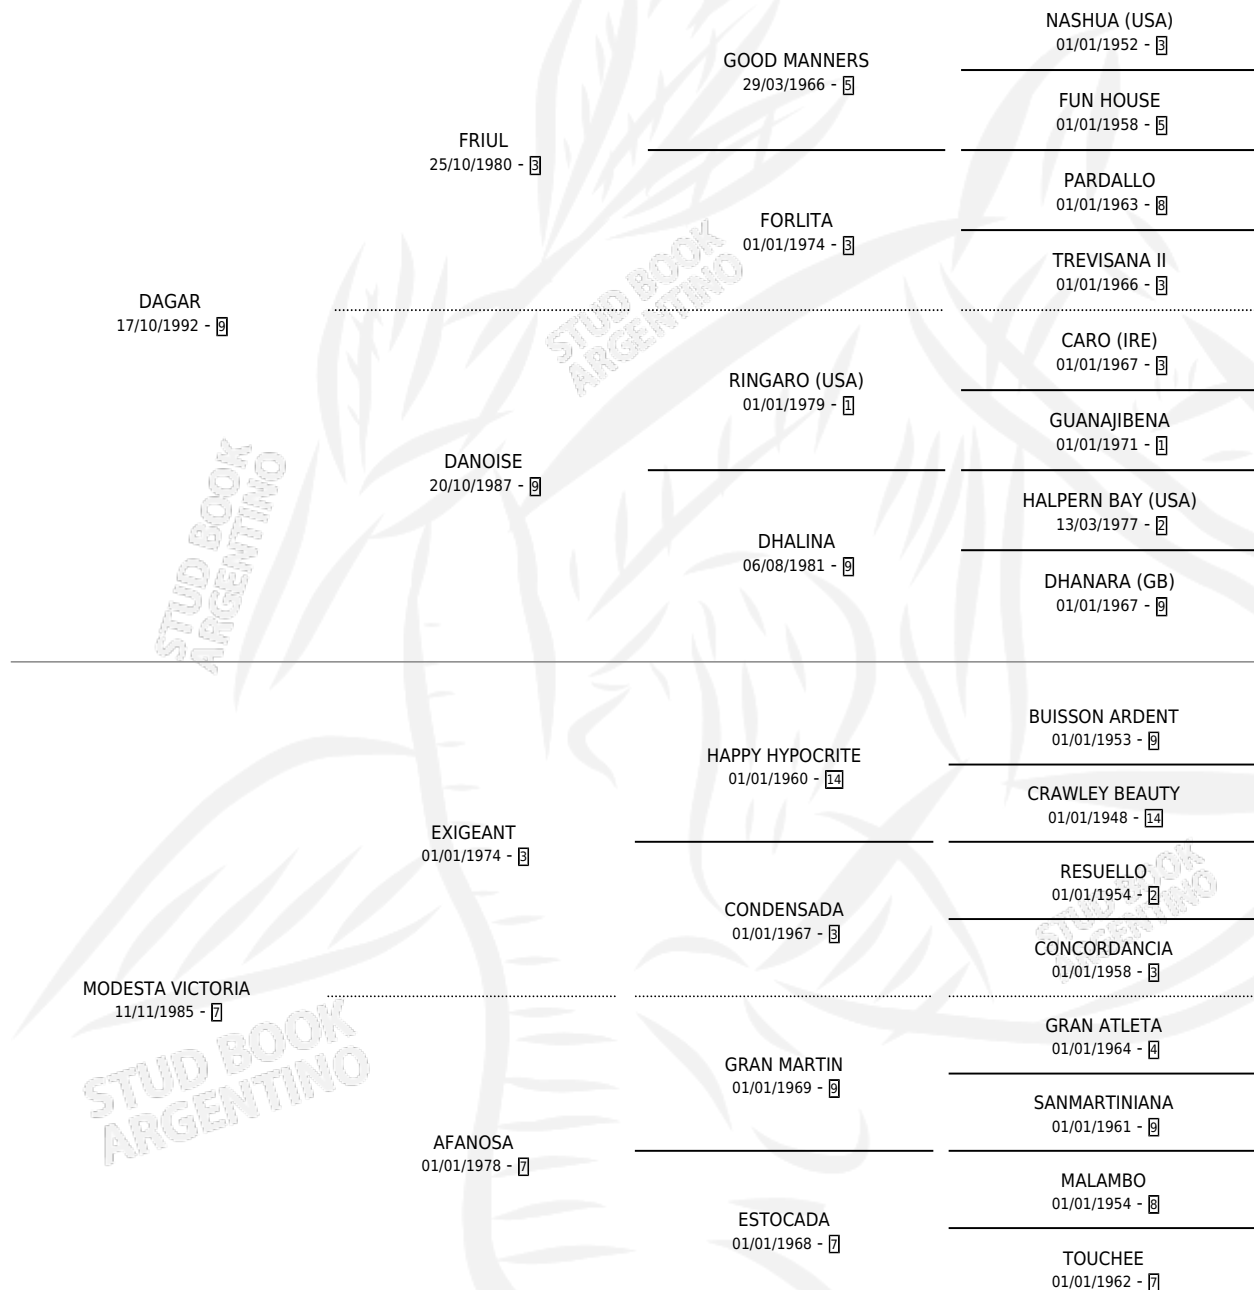 NASHUA (USA)
01/01/1952 - 3
GOOD MANNERS
29/03/1966 - 5
FUN HOUSE
01/01/1958 - 5
FRIUL
25/10/1980 - 3
PARDALLO
01/01/1963 - 8
FORLITA
01/01/1974 - 3
TREVISANA II
01/01/1966 - 3
DAGAR
17/10/1992 - 9
CARO (IRE)
01/01/1967 - 3
RINGARO (USA)
01/01/1979 - 1
GUANAJIBENA
01/01/1971 - 1
DANOISE
20/10/1987 - 9
HALPERN BAY (USA)
13/03/1977 - 2
DHALINA
06/08/1981 - 9
DHANARA (GB)
01/01/1967 - 9
BUISSON ARDENT
01/01/1953 - 9
HAPPY HYPOCRITE
01/01/1960 - 14
CRAWLEY BEAUTY
01/01/1948 - 14
EXIGEANT
01/01/1974 - 3
RESUELLO
01/01/1954 - 2
CONDENSADA
01/01/1967 - 3
CONCORDANCIA
01/01/1958 - 3
MODESTA VICTORIA
11/11/1985 - 7
GRAN ATLETA
01/01/1964 - 4
GRAN MARTIN
01/01/1969 - 9
SANMARTINIANA
01/01/1961 - 9
AFANOSA
01/01/1978 - 7
MALAMBO
01/01/1954 - 8
ESTOCADA
01/01/1968 - 7
TOUCHEE
01/01/1962 - 7
STUD BOOK
ARGENTINO
STUD BOOK
ARGENTINO
STUD BOOK
ARGENTINO
STUD BOOK
ARGENTINO